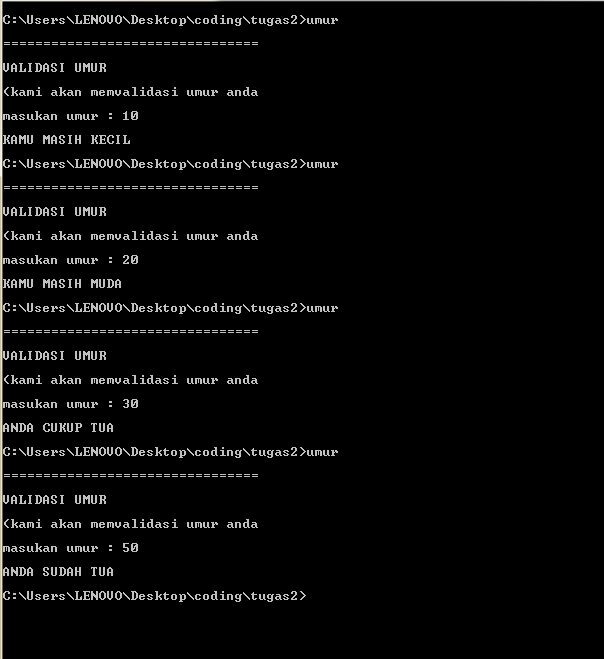 C:\Users\LENOVO\Desktop\coding\tugas2>umur
================================
VALIDASI UMUR
(kami akan memvalidasi umur anda
masukan umur : 10
KAMU MASIH KECIL
C:\Users\LENOVO\Desktop\coding\tugas2>umur
================================
VALIDASI UMUR
(kami akan memvalidasi umur anda
masukan umur : 20
KAMU MASIH MUDA
C:\Users\LENOVO\Desktop\coding\tugas2>umur
================================
VALIDASI UMUR
(kami akan memvalidasi umur anda
masukan umur : 30
ANDA CUKUP TUA
C:\Users\LENOVO\Desktop\coding\tugas2>umur
================================
VALIDASI UMUR
(kami akan memvalidasi umur anda
masukan umur : 50
ANDA SUDAH TUA
C:\Users\LENOVO\Desktop\coding\tugas2>